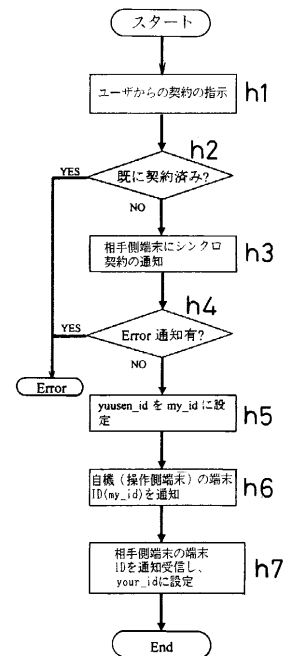 スタート
ユーザからの契約の指示
h1
h2
YES
既に契約済み?
NO
相手側端末にシンクロ
契約の通知
h3
h4
YES
Error 通知有?
NO
Error
yuusen_id を my_id に設
定
h5
自機（操作側端末）の端末
ID(my_id)を通知
h6
相手側端末の端末
IDを通知受信し、
your_idに設定
h7
End